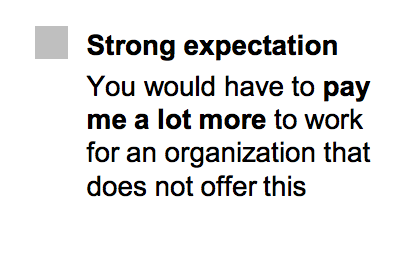 Strong expectation
You would have to pay
me a lot more to work
for an organization that
does not offer this